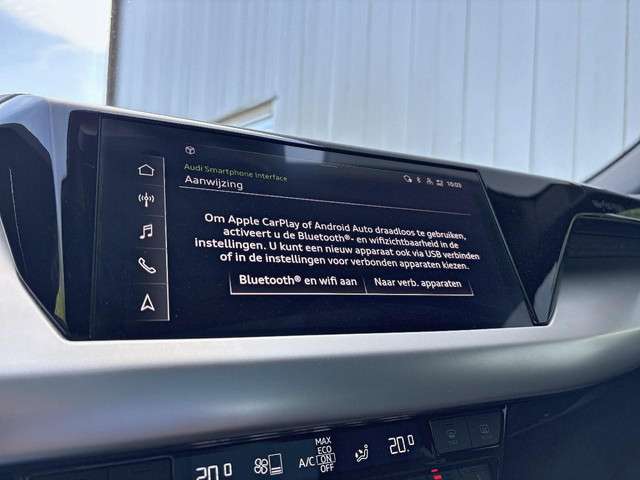 Audi Smartphone Interface
Aanwijzing
10:03
Om Apple CarPlay of Android Auto draadloos te gebruiken,
activeert u de Bluetooth®- en wifizichtbaarheid in de
instellingen. U kunt een nieuw apparaat ook via USB verbinden
of in de instellingen voor verbonden apparaten kiezen.
Bluetooth® en wifi aan
Naar verb. apparaten
MAX
ECO
A/C ON
OFF
20.0
20.0